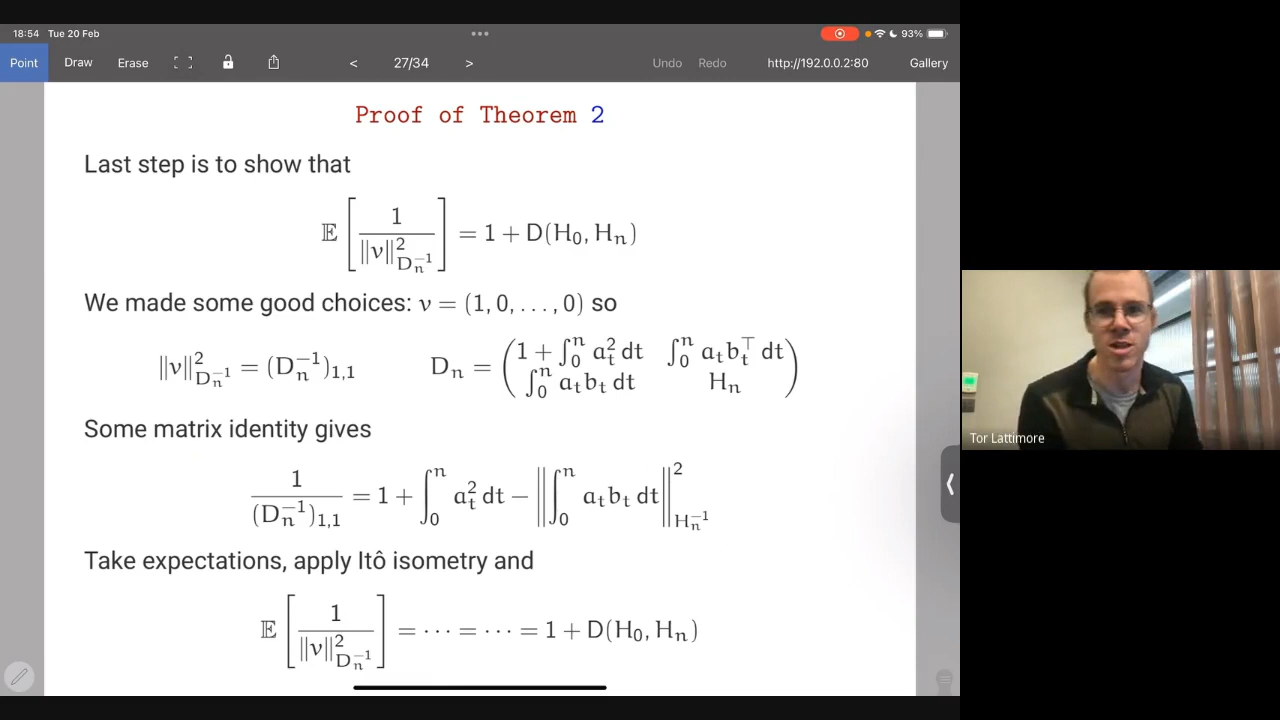 18:54 Tue 20 Feb
93%
Point Draw Erase < 27/34 > Undo Redo http://192.0.0.2:80 Gallery
Proof of Theorem 2
Last step is to show that
𝔼 [ 1 / ‖v‖²_{D_n^{-1}} ] = 1 + D(H₀, H_n)
We made some good choices: v = (1, 0, . . . , 0) so
‖v‖²_{D_n^{-1}} = (D_n^{-1})_{1,1} D_n = ( 1 + ∫₀ⁿ a_t² dt ∫₀ⁿ a_t b_t^⊤ dt
∫₀ⁿ a_t b_t dt H_n )
Some matrix identity gives
1 / (D_n^{-1})_{1,1} = 1 + ∫₀ⁿ a_t² dt − ‖ ∫₀ⁿ a_t b_t dt ‖²_{H_n^{-1}}
Take expectations, apply Itô isometry and
𝔼 [ 1 / ‖v‖²_{D_n^{-1}} ] = · · · = · · · = 1 + D(H₀, H_n)
Tor Lattimore